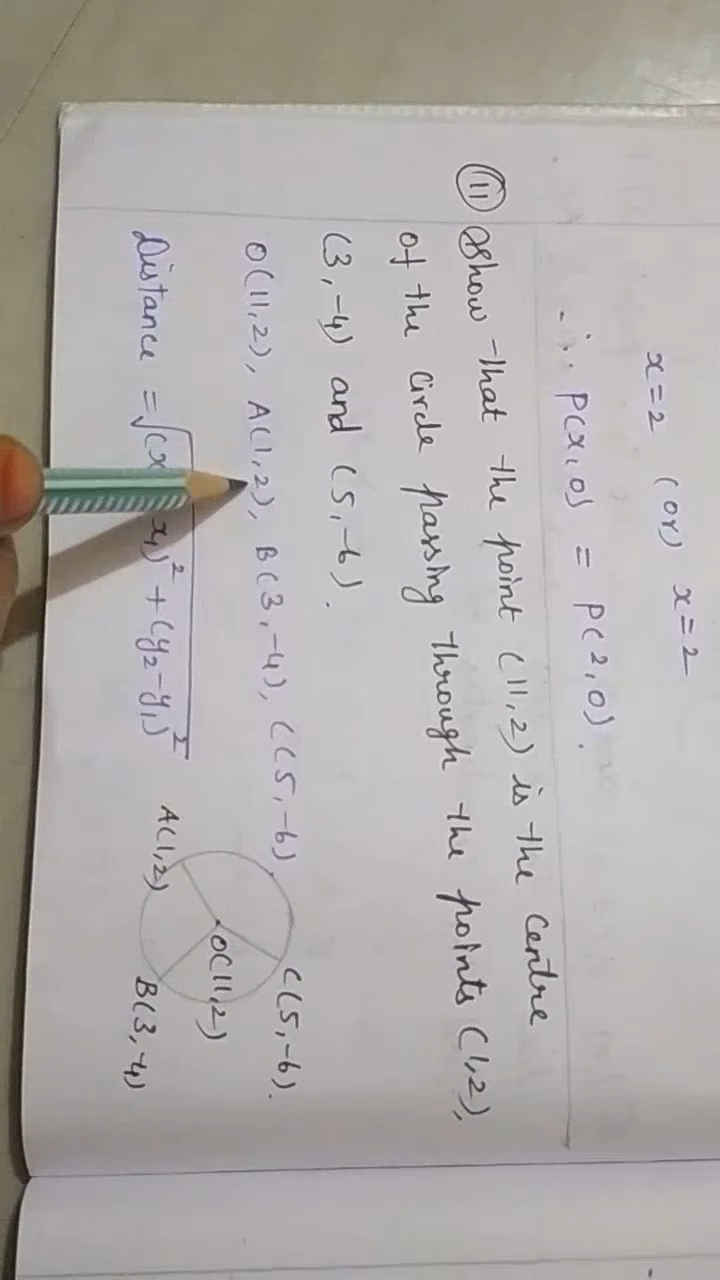 x=2 (or) x=2
∴ P(x,0) = P(2,0).
(11) Show that the point (11,2) is the centre
of the circle passing through the points (1,2),
(3,-4) and (5,-6).
O(11,2), A(1,2), B(3,-4), C(5,-6)
Distance = √(x x₁)² + (y₂-y₁)²
A(1,2)
C(5,-6).
O(11,2)
B(3,-4)